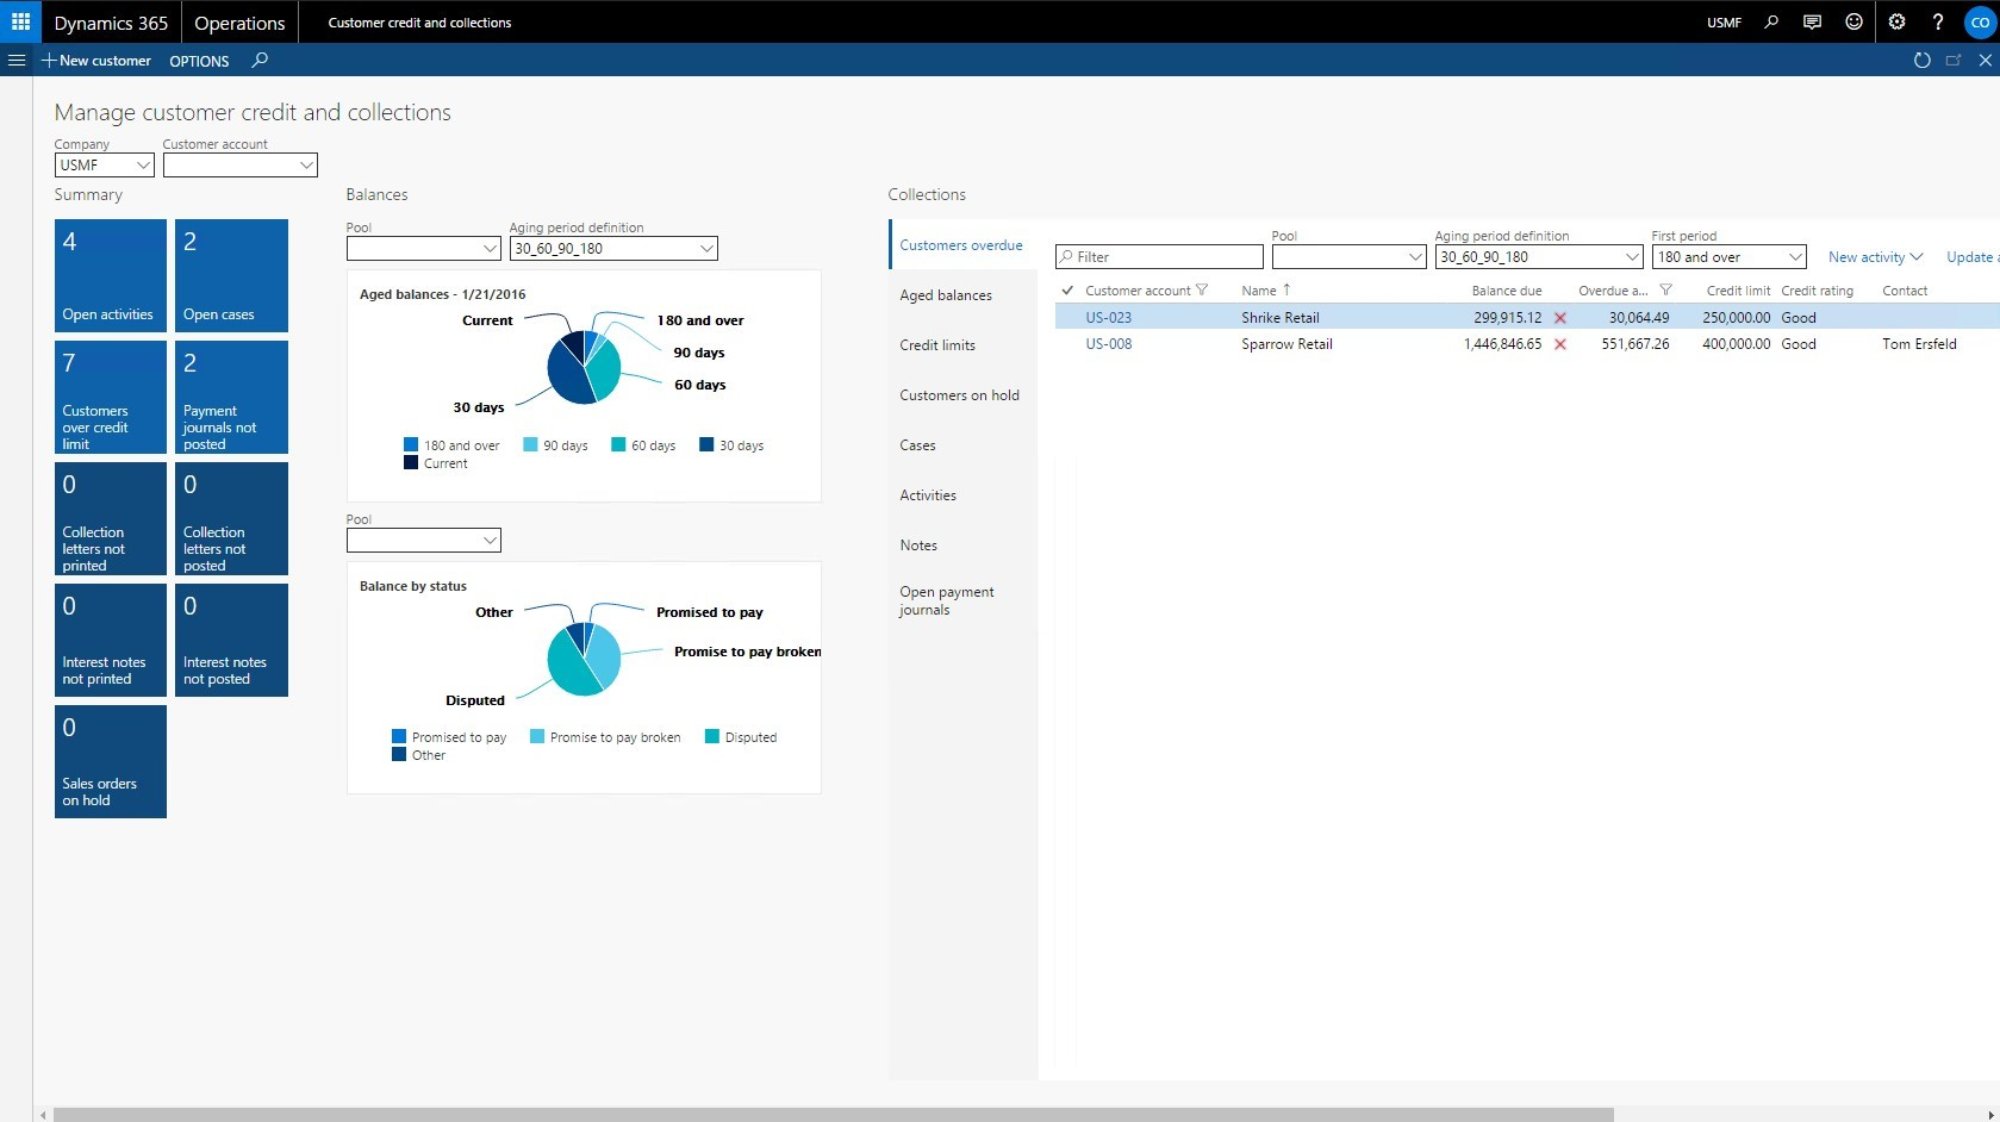 Dynamics 365
Operations
Customer credit and collections
USMF
?
CO
New customer
OPTIONS
Manage customer credit and collections
Company
Customer account
USMF
Summary
4
Open activities
2
Open cases
7
Customers
over credit
limit
2
Payment
journals not
posted
0
Collection
letters not
printed
0
Collection
letters not
posted
0
Interest notes
not printed
0
Interest notes
not posted
0
Sales orders
on hold
Balances
Pool
Aging period definition
30_60_90_180
Aged balances - 1/21/2016
Current
180 and over
90 days
60 days
30 days
180 and over 90 days 60 days 30 days
Current
Pool
Balance by status
Other
Promised to pay
Promise to pay broken
Disputed
Promised to pay Promise to pay broken Disputed
Other
Collections
Customers overdue
Aged balances
Credit limits
Customers on hold
Cases
Activities
Notes
Open payment
journals
Filter
Pool
Aging period definition
30_60_90_180
First period
180 and over
New activity
Update a
Customer account Name Balance due Overdue a... Credit limit Credit rating Contact
US-023 Shrike Retail 299,915.12 30,064.49 250,000.00 Good
US-008 Sparrow Retail 1,446,846.65 551,667.26 400,000.00 Good Tom Ersfeld